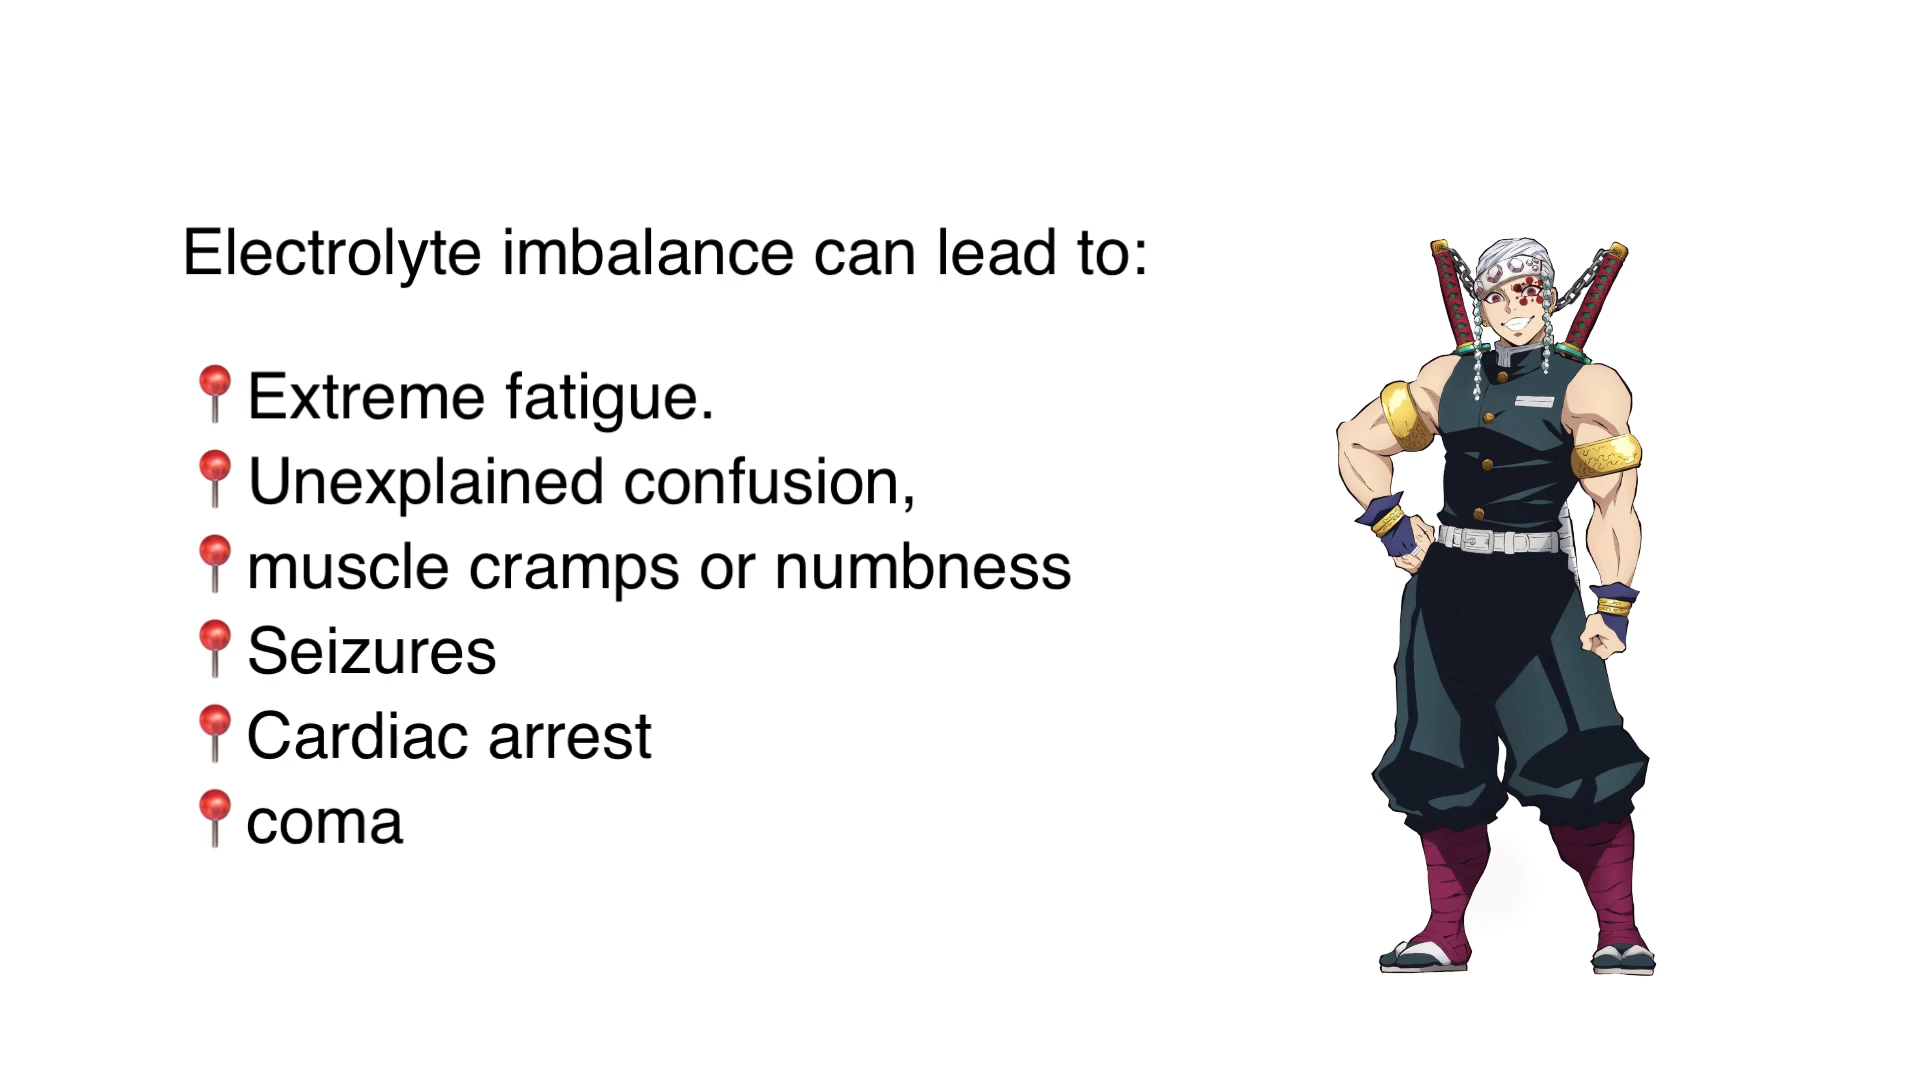 Electrolyte imbalance can lead to:
📍Extreme fatigue.
📍Unexplained confusion,
📍muscle cramps or numbness
📍Seizures
📍Cardiac arrest
📍coma